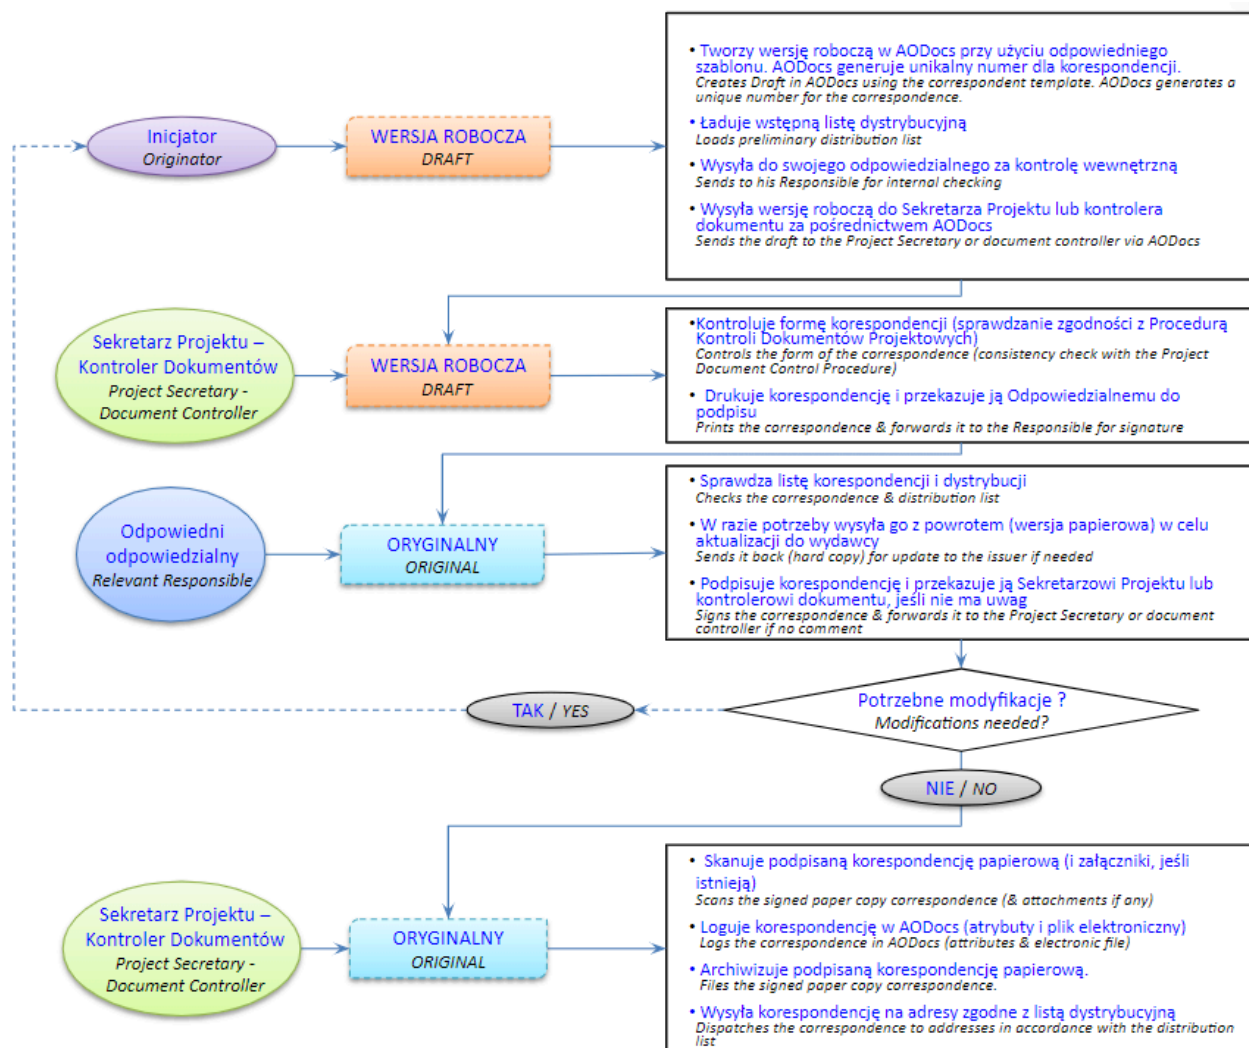 • Tworzy wersję roboczą w AODocs przy użyciu odpowiedniego
szablonu. AODocs generuje unikalny numer dla korespondencji.
Creates Draft in AODocs using the correspondent template. AODocs generates a
unique number for the correspondence.
• Ładuje wstępną listę dystrybucyjną
Loads preliminary distribution list
• Wysyła do swojego odpowiedzialnego za kontrolę wewnętrzną
Sends to his Responsible for internal checking
• Wysyła wersję roboczą do Sekretarza Projektu lub kontrolera
dokumentu za pośrednictwem AODocs
Sends the draft to the Project Secretary or document controller via AODocs
Inicjator
Originator
WERSJA ROBOCZA
DRAFT
Sekretarz Projektu –
Kontroler Dokumentów
Project Secretary -
Document Controller
WERSJA ROBOCZA
DRAFT
•Kontroluje formę korespondencji (sprawdzanie zgodności z Procedurą
Kontroli Dokumentów Projektowych)
Controls the form of the correspondence (consistency check with the Project
Document Control Procedure)
• Drukuje korespondencję i przekazuje ją Odpowiedzialnemu do
podpisu
Prints the correspondence & forwards it to the Responsible for signature
Odpowiedni
odpowiedzialny
Relevant Responsible
ORYGINALNY
ORIGINAL
• Sprawdza listę korespondencji i dystrybucji
Checks the correspondence & distribution list
• W razie potrzeby wysyła go z powrotem (wersja papierowa) w celu
aktualizacji do wydawcy
Sends it back (hard copy) for update to the issuer if needed
• Podpisuje korespondencję i przekazuje ją Sekretarzowi Projektu lub
kontrolerowi dokumentu, jeśli nie ma uwag
Signs the correspondence & forwards it to the Project Secretary or document
controller if no comment
Potrzebne modyfikacje ?
Modifications needed?
TAK / YES
NIE / NO
Sekretarz Projektu –
Kontroler Dokumentów
Project Secretary -
Document Controller
ORYGINALNY
ORIGINAL
• Skanuje podpisaną korespondencję papierową (i załączniki, jeśli
istnieją)
Scans the signed paper copy correspondence (& attachments if any)
• Loguje korespondencję w AODocs (atrybuty i plik elektroniczny)
Logs the correspondence in AODocs (attributes & electronic file)
• Archiwizuje podpisaną korespondencję papierową.
Files the signed paper copy correspondence.
• Wysyła korespondencję na adresy zgodne z listą dystrybucyjną
Dispatches the correspondence to addresses in accordance with the distribution
list